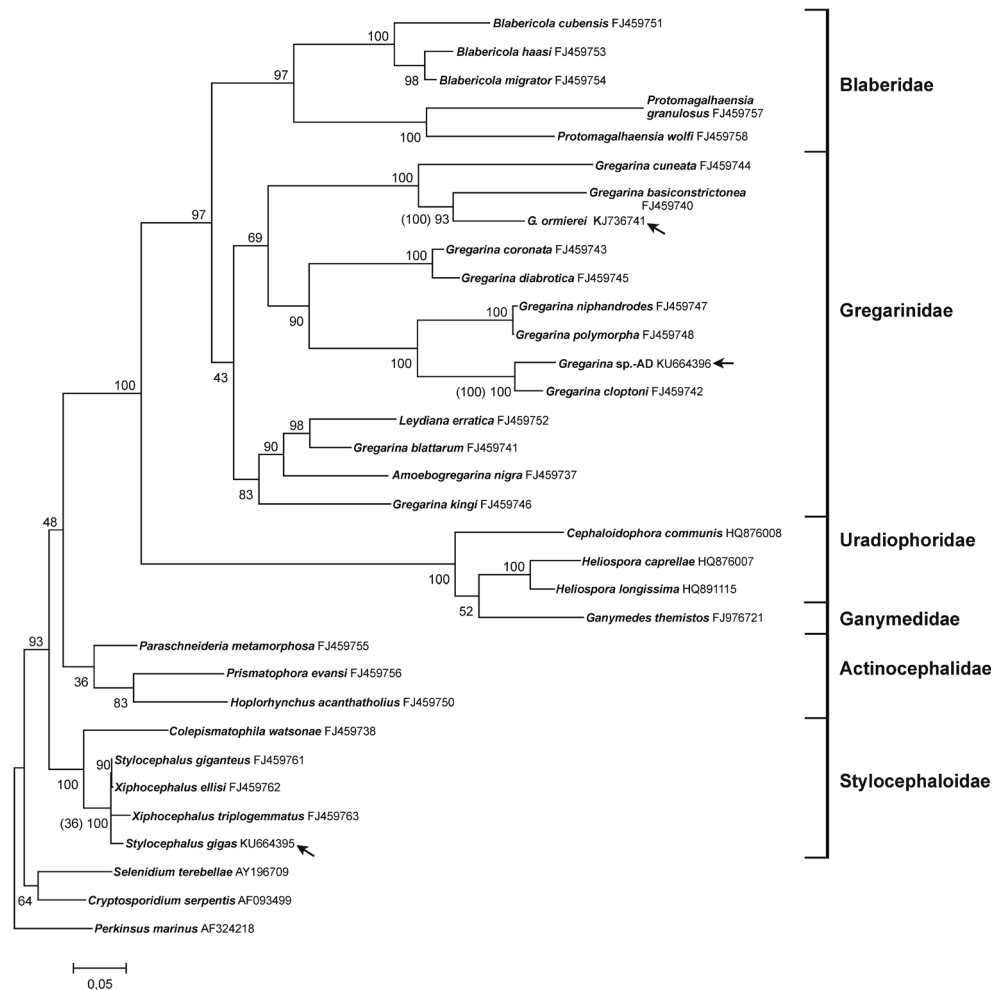 Blabericola cubensis FJ459751
100
Blabericola haasi FJ459753
97
98
Blabericola migrator FJ459754
Blaberidae
Protomagalhaensia
granulosus FJ459757
100
Protomagalhaensia wolfi FJ459758
Gregarina cuneata FJ459744
100
Gregarina basiconstrictonea
FJ459740
97
(100) 93
G. ormierei KJ736741
69
Gregarina coronata FJ459743
100
Gregarina diabrotica FJ459745
Gregarina niphandrodes FJ459747
100
Gregarinidae
90
Gregarina polymorpha FJ459748
100
Gregarina sp.-AD KU664396
43
100
(100) 100
Gregarina cloptoni FJ459742
Leydiana erratica FJ459752
98
90
Gregarina blattarum FJ459741
Amoebogregarina nigra FJ459737
83
Gregarina kingi FJ459746
48
Cephaloidophora communis HQ876008
Uradiophoridae
100
Heliospora caprellae HQ876007
100
Heliospora longissima HQ891115
52
Ganymedes themistos FJ976721
Ganymedidae
93
Paraschneideria metamorphosa FJ459755
Actinocephalidae
36
Prismatophora evansi FJ459756
83
Hoplorhynchus acanthatholius FJ459750
Colepismatophila watsonae FJ459738
90
Stylocephalus giganteus FJ459761
Stylocephaloidae
100
Xiphocephalus ellisi FJ459762
Xiphocephalus triplogemmatus FJ459763
(36) 100
Stylocephalus gigas KU664395
Selenidium terebellae AY196709
64
Cryptosporidium serpentis AF093499
Perkinsus marinus AF324218
0,05